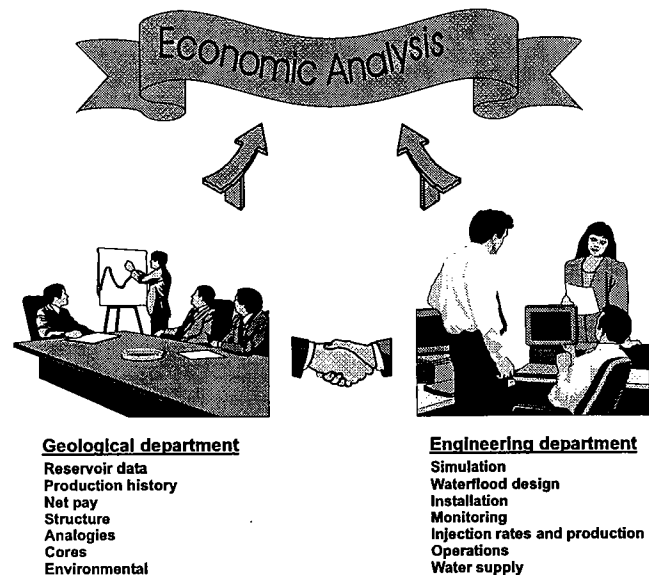 Economic Analysis
Geological department
Reservoir data
Production history
Net pay
Structure
Analogies
Cores
Environmental
Engineering department
Simulation
Waterflood design
Installation
Monitoring
Injection rates and production
Operations
Water supply